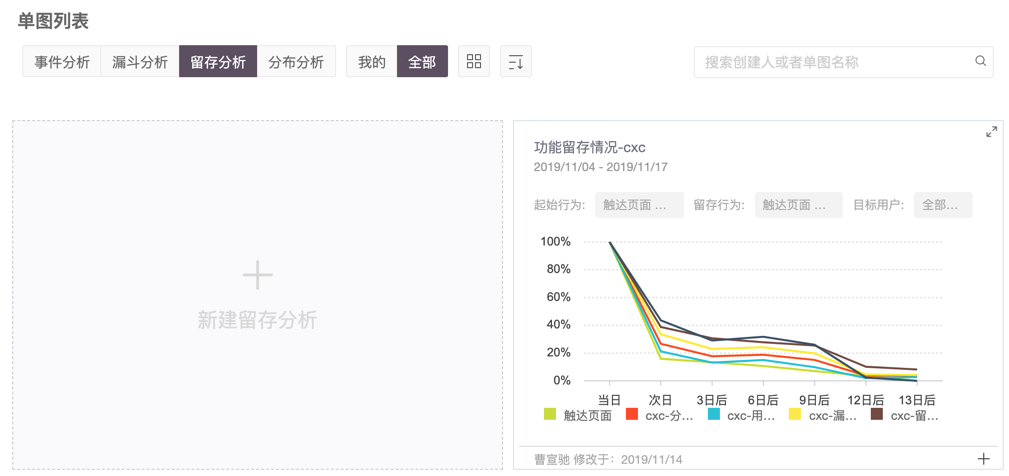 单图列表
事件分析 漏斗分析 留存分析 分布分析 我的 全部 搜索创建人或者单图名称
新建留存分析
功能留存情况-cxc
2019/11/04 - 2019/11/17
起始行为: 触达页面 ... 留存行为: 触达页面 ... 目标用户: 全部...
100%
80%
60%
40%
20%
0%
当日 次日 3日后 6日后 9日后 12日后 13日后
触达页面 cxc-分... cxc-用... cxc-漏... cxc-留...
曹宣驰 修改于: 2019/11/14